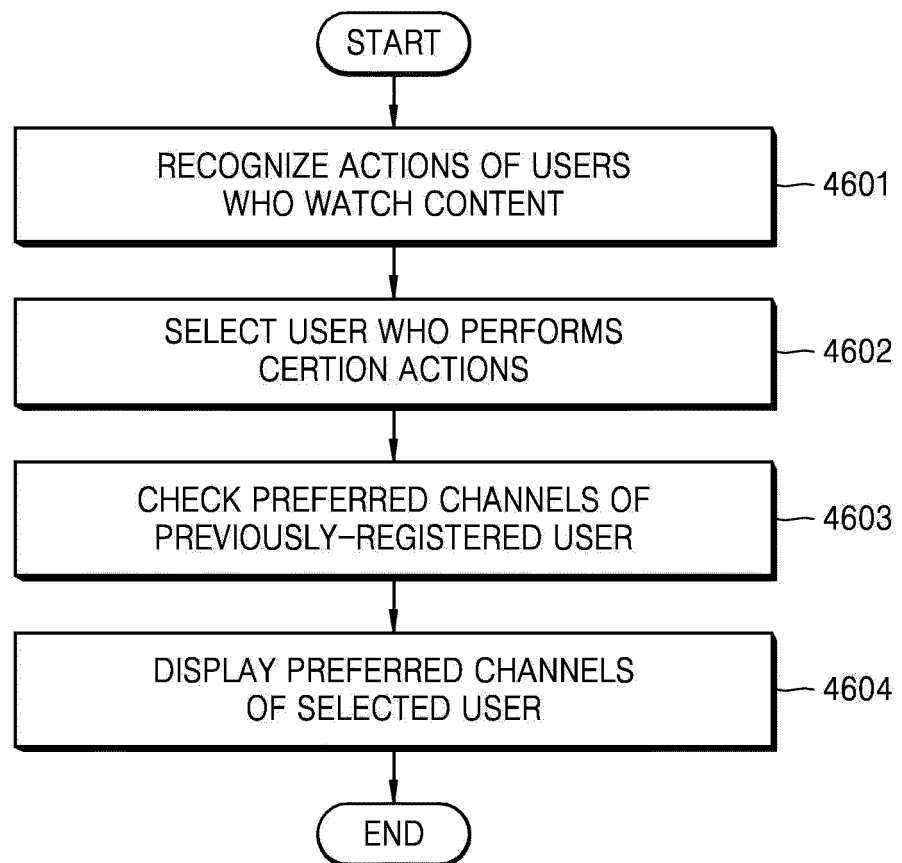 START
RECOGNIZE ACTIONS OF USERS
WHO WATCH CONTENT
4601
SELECT USER WHO PERFORMS
CERTION ACTIONS
4602
CHECK PREFERRED CHANNELS OF
PREVIOUSLY-REGISTERED USER
4603
DISPLAY PREFERRED CHANNELS
OF SELECTED USER
4604
END